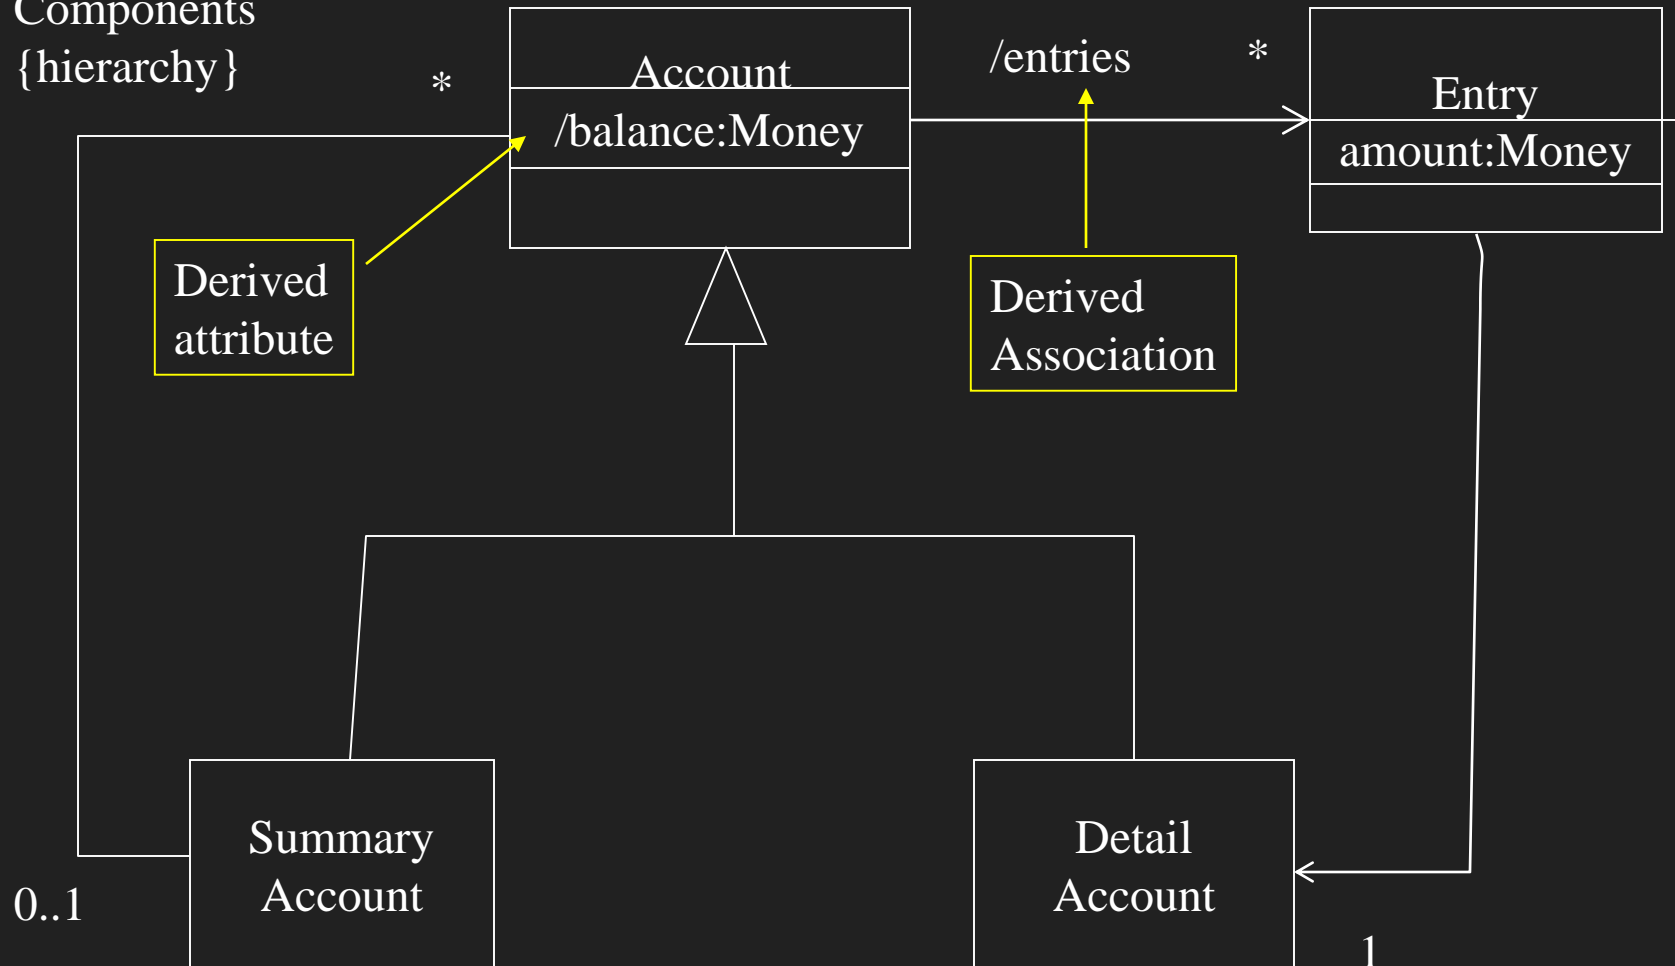 Components
{hierarchy}
*
Account
/balance:Money
/entries
*
Entry
amount:Money
Derived
attribute
Derived
Association
Summary
Account
0..1
Detail
Account
1